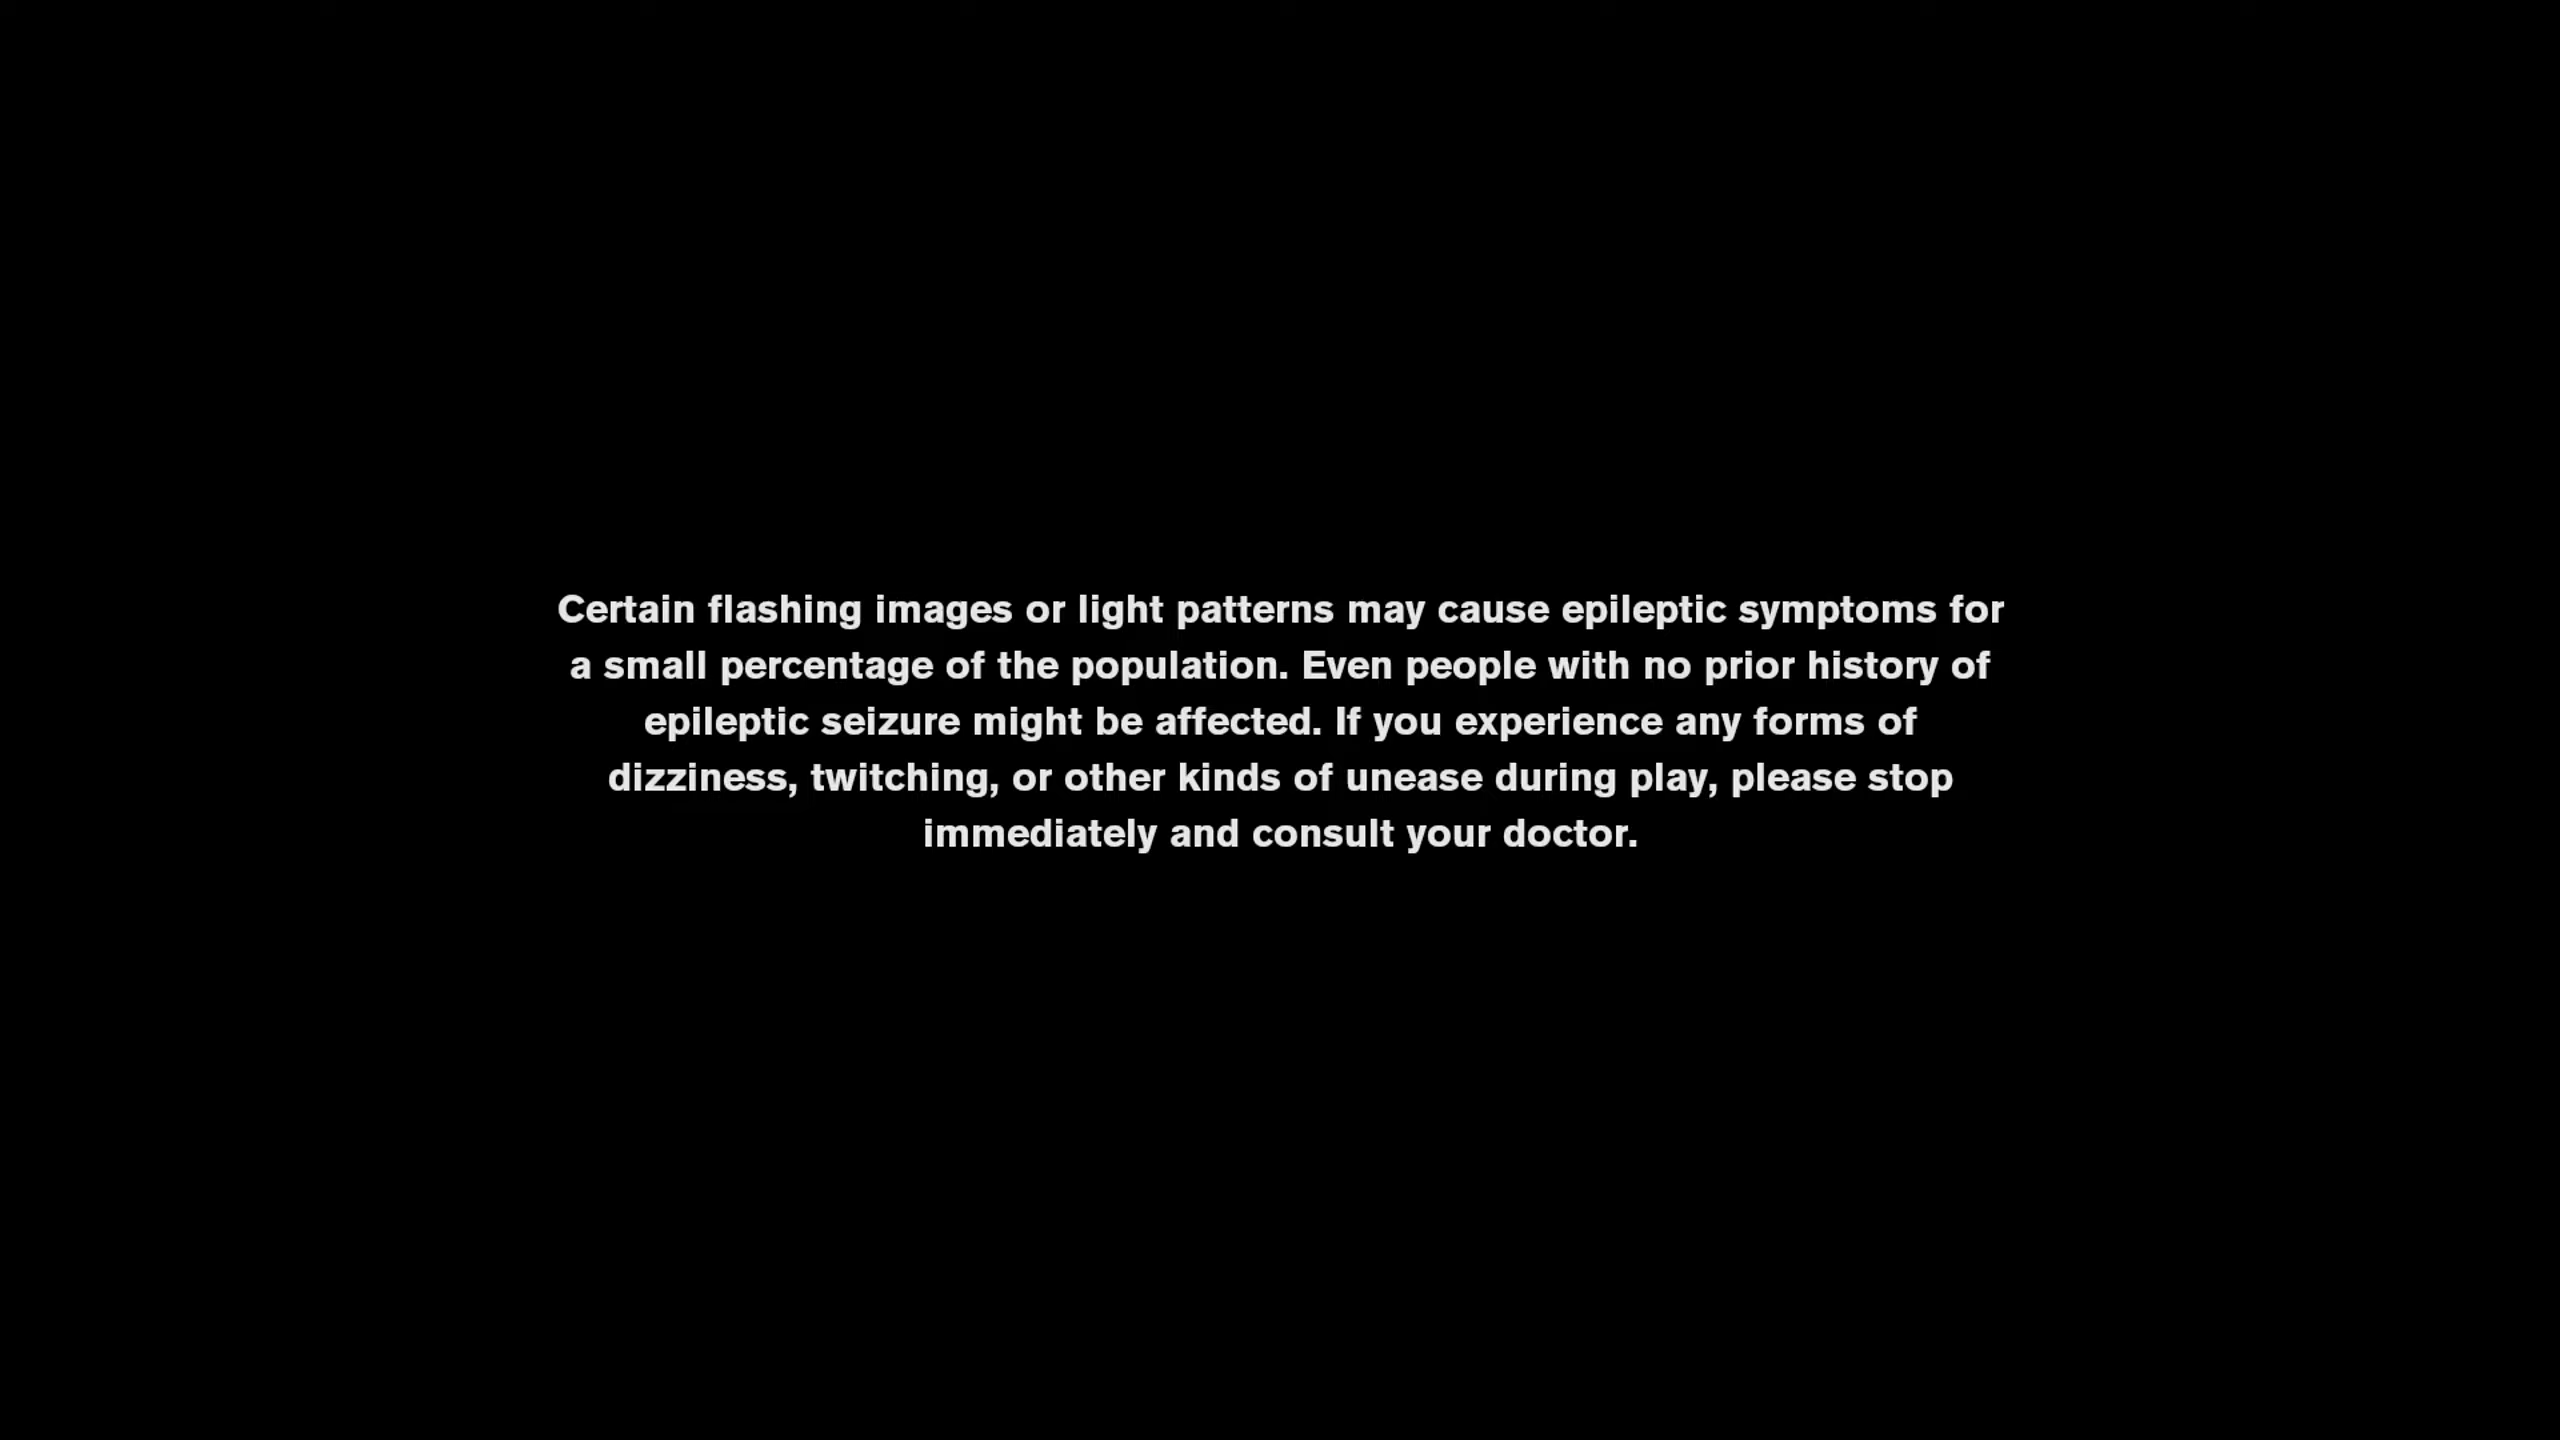 Certain flashing images or light patterns may cause epileptic symptoms for
a small percentage of the population. Even people with no prior history of
epileptic seizure might be affected. If you experience any forms of
dizziness, twitching, or other kinds of unease during play, please stop
immediately and consult your doctor.